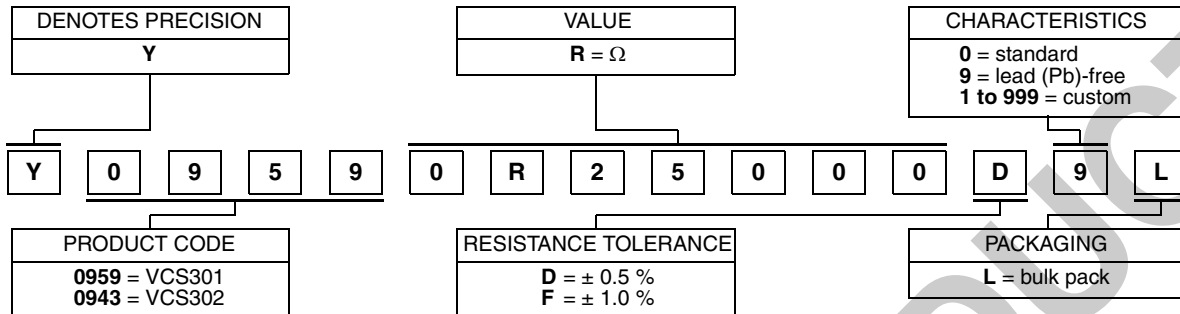 DENOTES PRECISION
Y
VALUE
R = Ω
CHARACTERISTICS
0 = standard
9 = lead (Pb)-free
1 to 999 = custom
Y 0 9 5 9 0 R 2 5 0 0 0 D 9 L
PRODUCT CODE
0959 = VCS301
0943 = VCS302
RESISTANCE TOLERANCE
D = ± 0.5 %
F = ± 1.0 %
PACKAGING
L = bulk pack